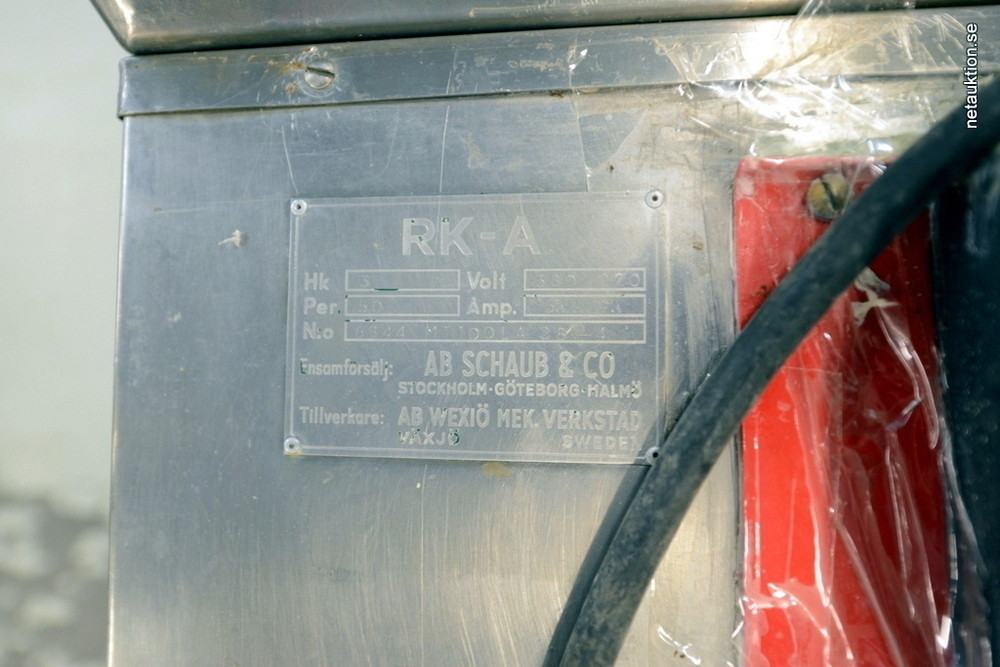 netauktion.se
RK-A
Hk Volt
Per. Amp.
N:o
Ensamförsälj: AB SCHAUB & CO
STOCKHOLM·GÖTEBORG·MALMÖ
Tillverkare: AB WEXIÖ MEK. VERKSTAD
VÄXJÖ SWEDEN